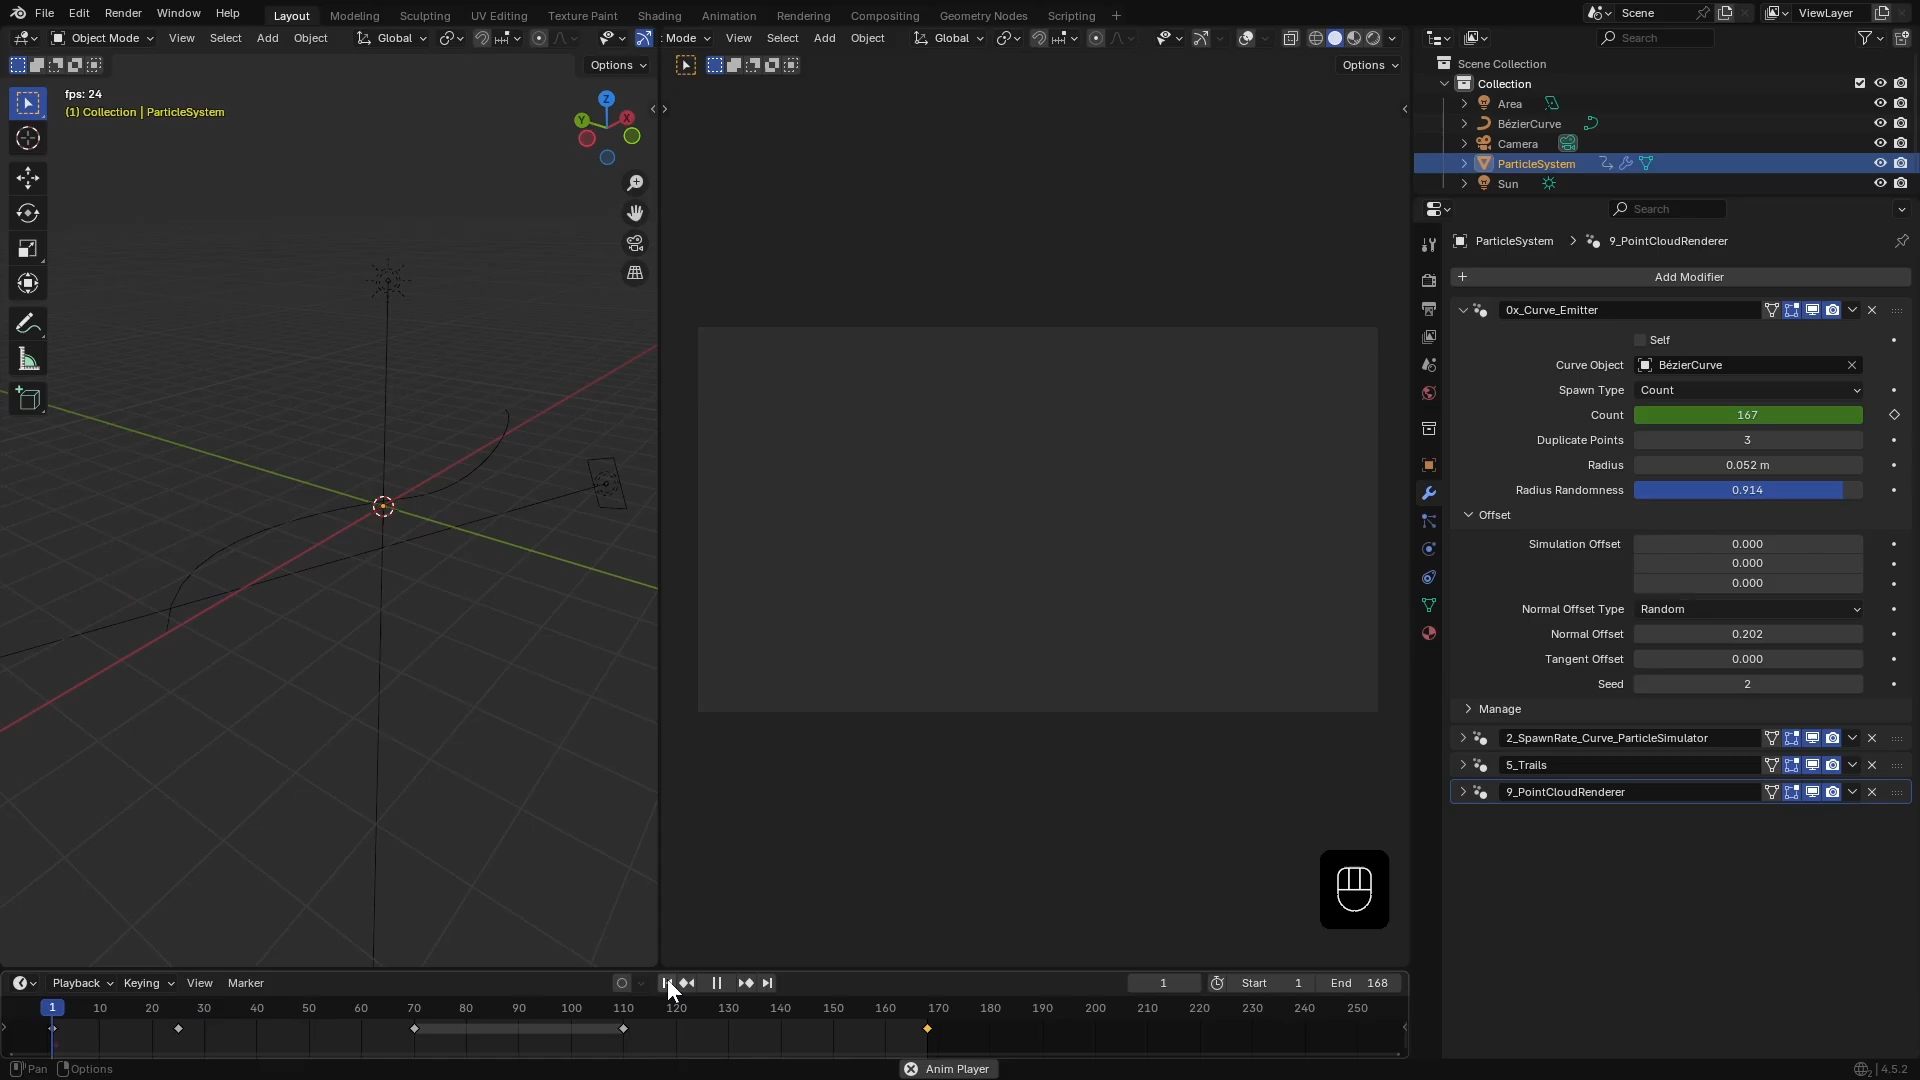 File Edit Render Window Help Layout Modeling Sculpting UV Editing Texture Paint Shading Animation Rendering Compositing Geometry Nodes Scripting + Scene ViewLayer
Object Mode View Select Add Object Global : Mode View Select Add Object Global Search
Options Options
Scene Collection
Collection
fps: 24
(1) Collection | ParticleSystem
Area
BézierCurve
Camera
ParticleSystem
Sun
Z
Y
X
Search
ParticleSystem > 9_PointCloudRenderer
+ Add Modifier
0x_Curve_Emitter
Self
Curve Object BézierCurve
Spawn Type Count
Count 167
Duplicate Points 3
Radius 0.052 m
Radius Randomness 0.914
Offset
Simulation Offset 0.000
0.000
0.000
Normal Offset Type Random
Normal Offset 0.202
Tangent Offset 0.000
Seed 2
Manage
2_SpawnRate_Curve_ParticleSimulator
5_Trails
9_PointCloudRenderer
Playback Keying View Marker 1 Start 1 End 168
1 10 20 30 40 50 60 70 80 90 100 110 120 130 140 150 160 170 180 190 200 210 220 230 240 250
Pan Options Anim Player 4.5.2